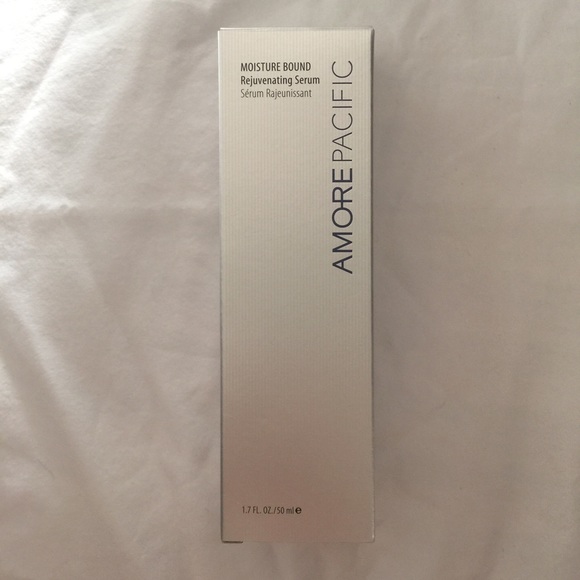 MOISTURE BOUND
Rejuvenating Serum
Sérum Rajeunissant
AMOREPACIFIC
1.7 FL. OZ./50 ml ℮